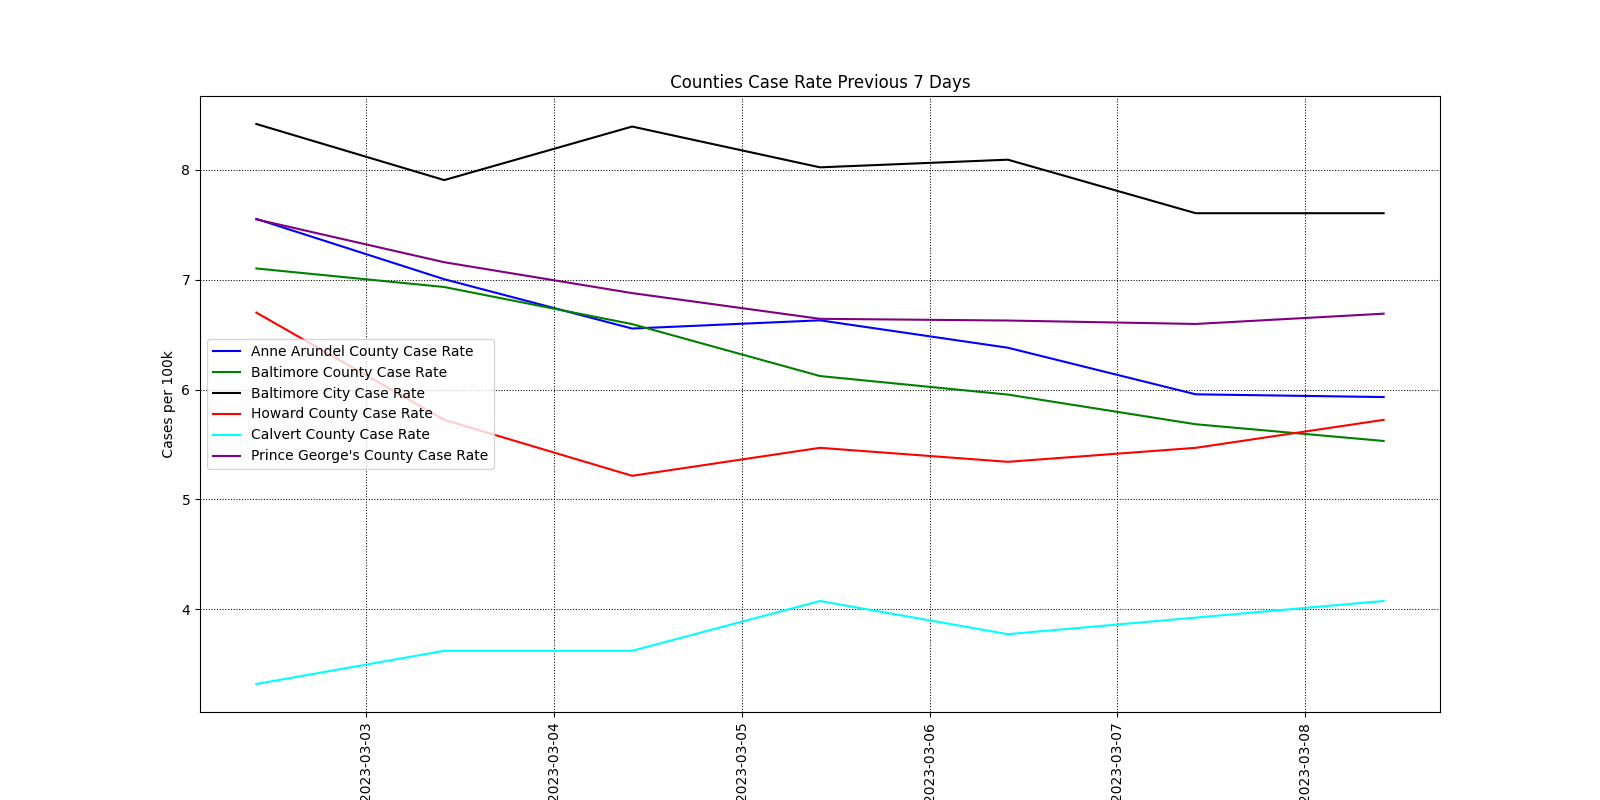 Counties Case Rate Previous 7 Days
Cases per 100k
8
7
6
5
4
Anne Arundel County Case Rate
Baltimore County Case Rate
Baltimore City Case Rate
Howard County Case Rate
Calvert County Case Rate
Prince George's County Case Rate
2023-03-03
2023-03-04
2023-03-05
2023-03-06
2023-03-07
2023-03-08